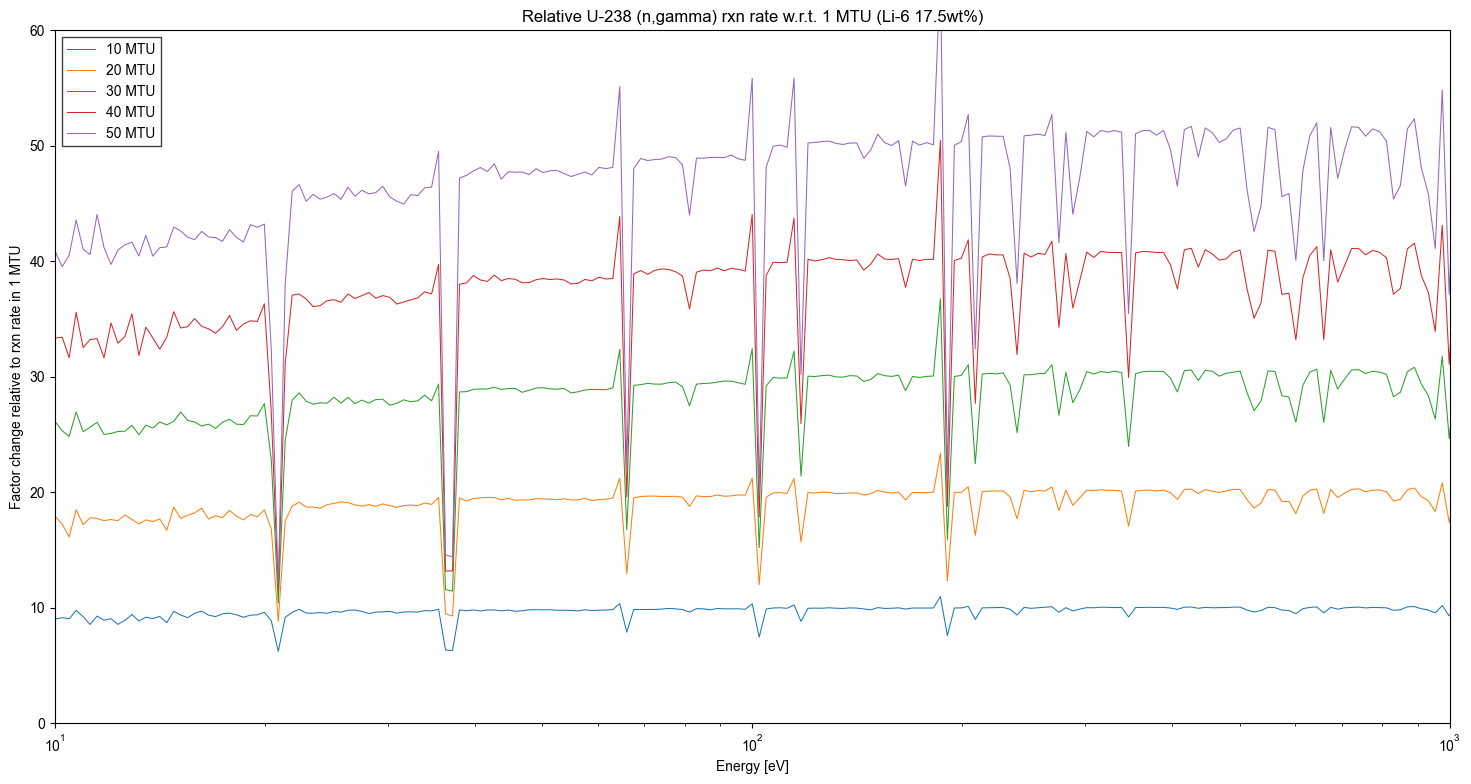 Relative U-238 (n,gamma) rxn rate w.r.t. 1 MTU (Li-6 17.5wt%)
60
50
40
30
20
10
0
Factor change relative to rxn rate in 1 MTU
10 MTU
20 MTU
30 MTU
40 MTU
50 MTU
10¹
10²
10³
Energy [eV]